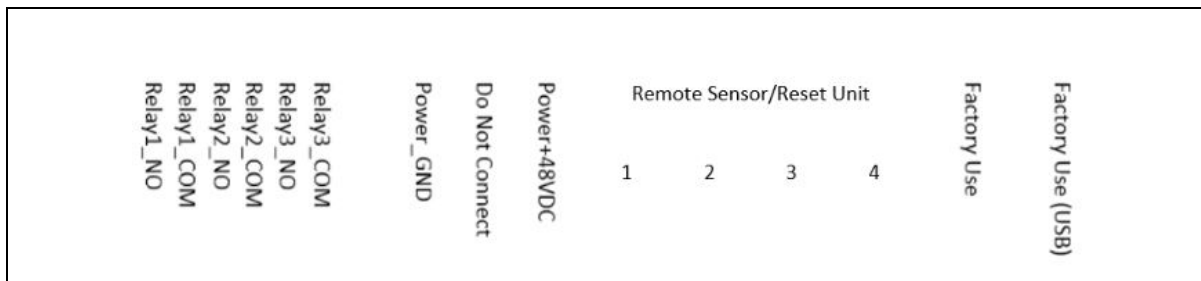 Relay1_NO
Relay1_COM
Relay2_NO
Relay2_COM
Relay3_NO
Relay3_COM
Power_GND
Do Not Connect
Power+48VDC
Remote Sensor/Reset Unit
1 2 3 4
Factory Use
Factory Use (USB)